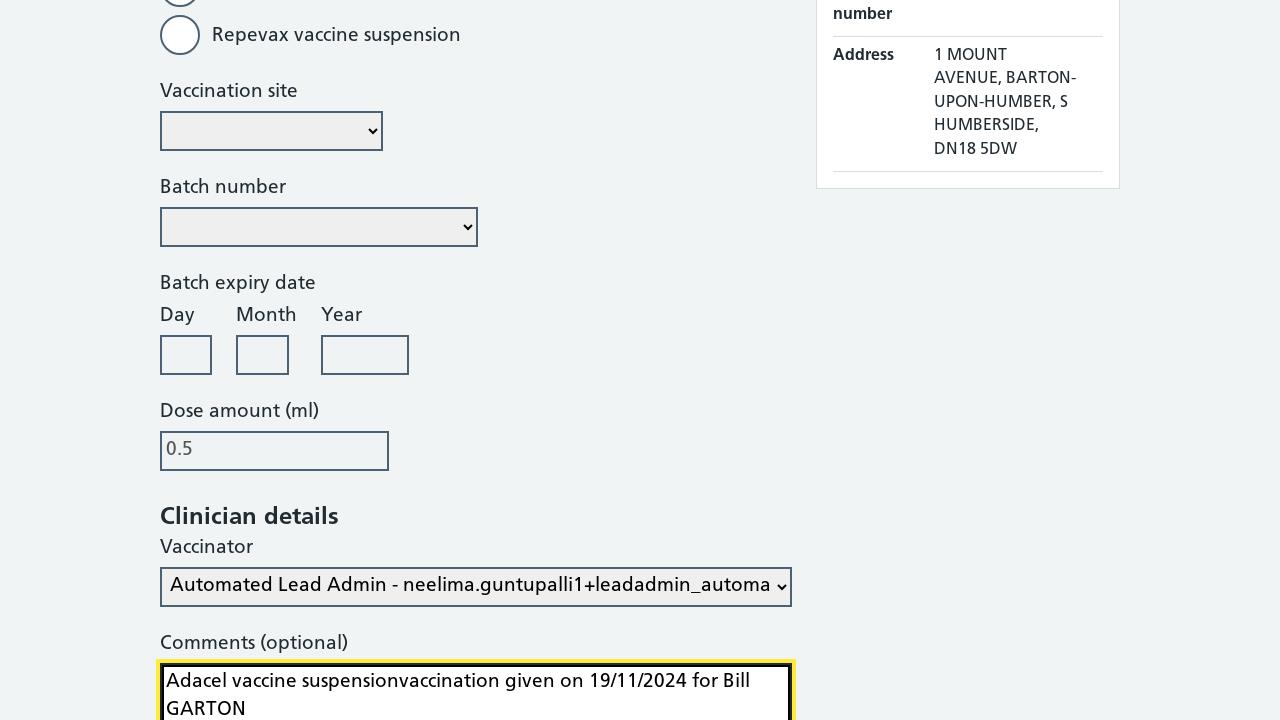 Repevax vaccine suspension
Vaccination site
Batch number
Batch expiry date
Day Month Year
Dose amount (ml)
0.5
Clinician details
Vaccinator
Automated Lead Admin - neelima.guntupalli1+leadadmin_automa
Comments (optional)
Adacel vaccine suspensionvaccination given on 19/11/2024 for Bill
GARTON
number
Address 1 MOUNT
AVENUE, BARTON-
UPON-HUMBER, S
HUMBERSIDE,
DN18 5DW